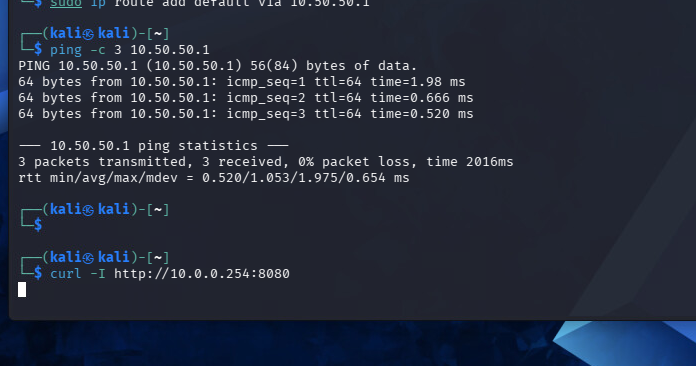 └─$ sudo ip route add default via 10.50.50.1
┌──(kali㉿kali)-[~]
└─$ ping -c 3 10.50.50.1
PING 10.50.50.1 (10.50.50.1) 56(84) bytes of data.
64 bytes from 10.50.50.1: icmp_seq=1 ttl=64 time=1.98 ms
64 bytes from 10.50.50.1: icmp_seq=2 ttl=64 time=0.666 ms
64 bytes from 10.50.50.1: icmp_seq=3 ttl=64 time=0.520 ms
--- 10.50.50.1 ping statistics ---
3 packets transmitted, 3 received, 0% packet loss, time 2016ms
rtt min/avg/max/mdev = 0.520/1.053/1.975/0.654 ms
┌──(kali㉿kali)-[~]
└─$
┌──(kali㉿kali)-[~]
└─$ curl -I http://10.0.0.254:8080